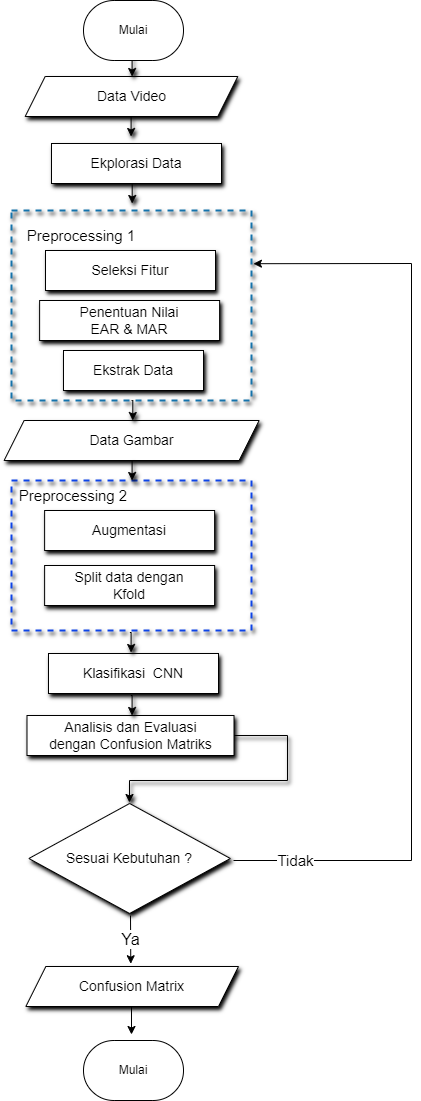 Mulai
Data Video
Ekplorasi Data
Preprocessing 1
Seleksi Fitur
Penentuan Nilai
EAR & MAR
Ekstrak Data
Data Gambar
Preprocessing 2
Augmentasi
Split data dengan
Kfold
Klasifikasi CNN
Analisis dan Evaluasi
dengan Confusion Matriks
Sesuai Kebutuhan ?
Tidak
Ya
Confusion Matrix
Mulai